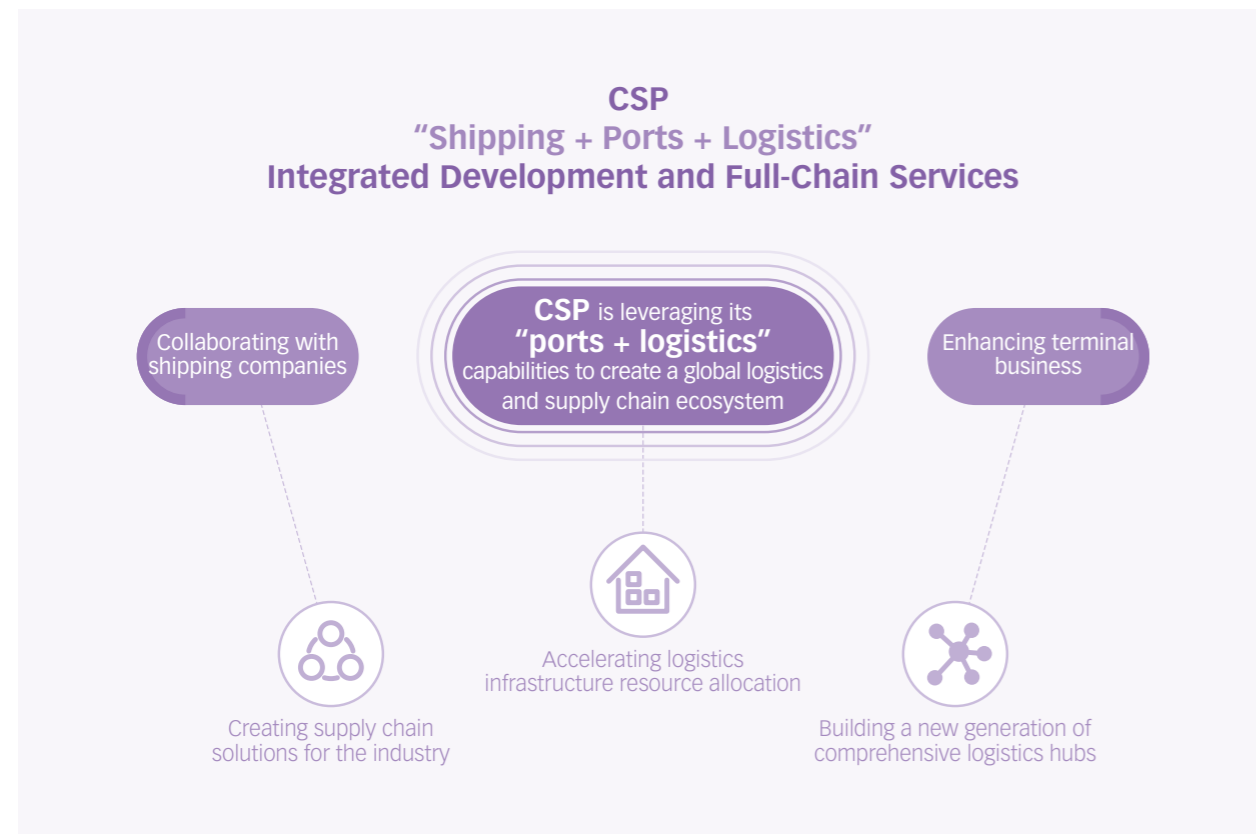 CSP
“Shipping + Ports + Logistics”
Integrated Development and Full-Chain Services
Collaborating with
shipping companies
CSP is leveraging its
“ports + logistics”
capabilities to create a global logistics
and supply chain ecosystem
Enhancing terminal
business
Creating supply chain
solutions for the industry
Accelerating logistics
infrastructure resource allocation
Building a new generation of
comprehensive logistics hubs